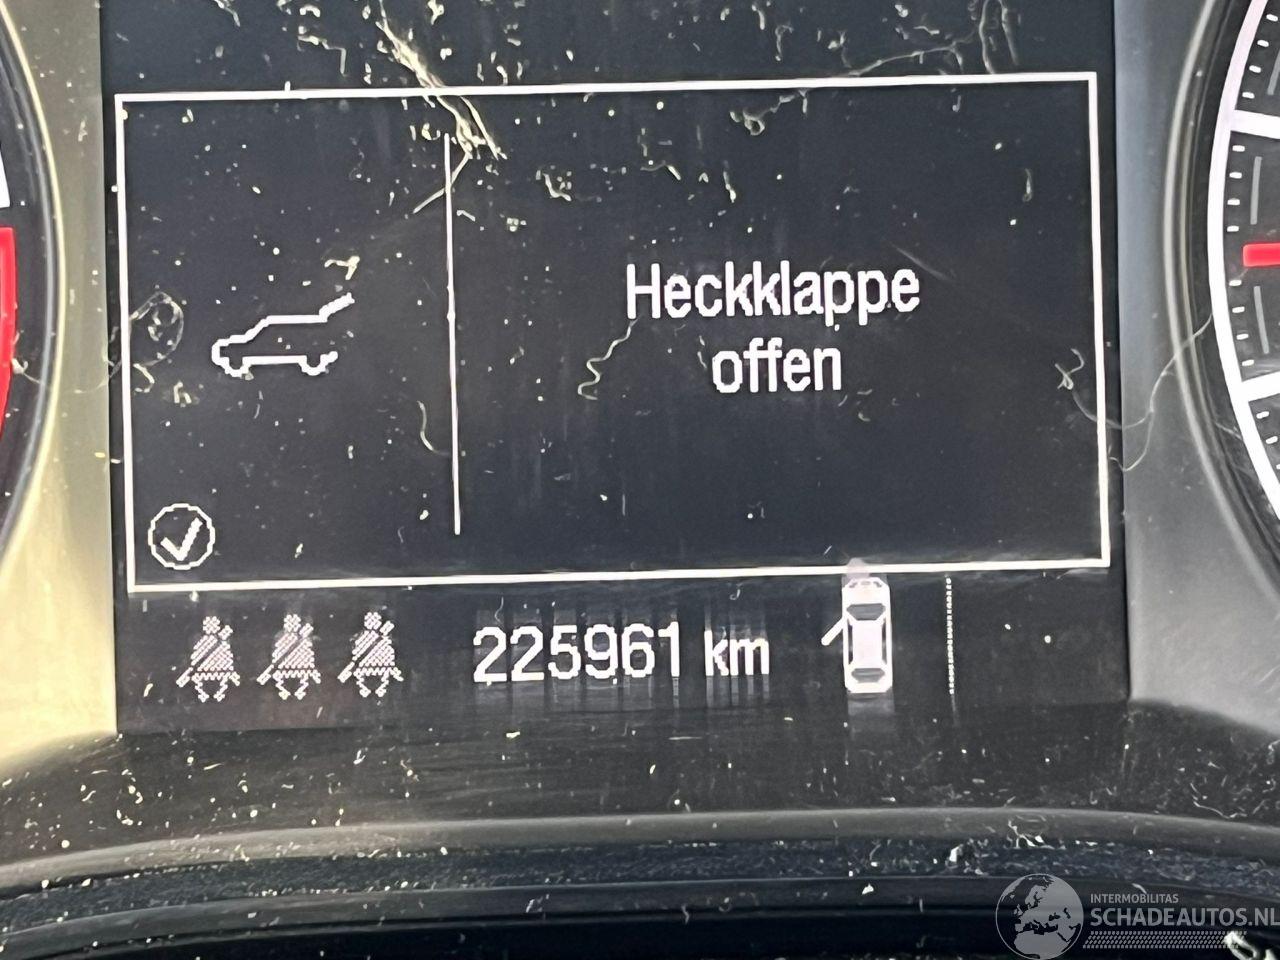 Heckklappe
offen
225961 km
INTERMOBILITAS
SCHADEAUTOS.NL